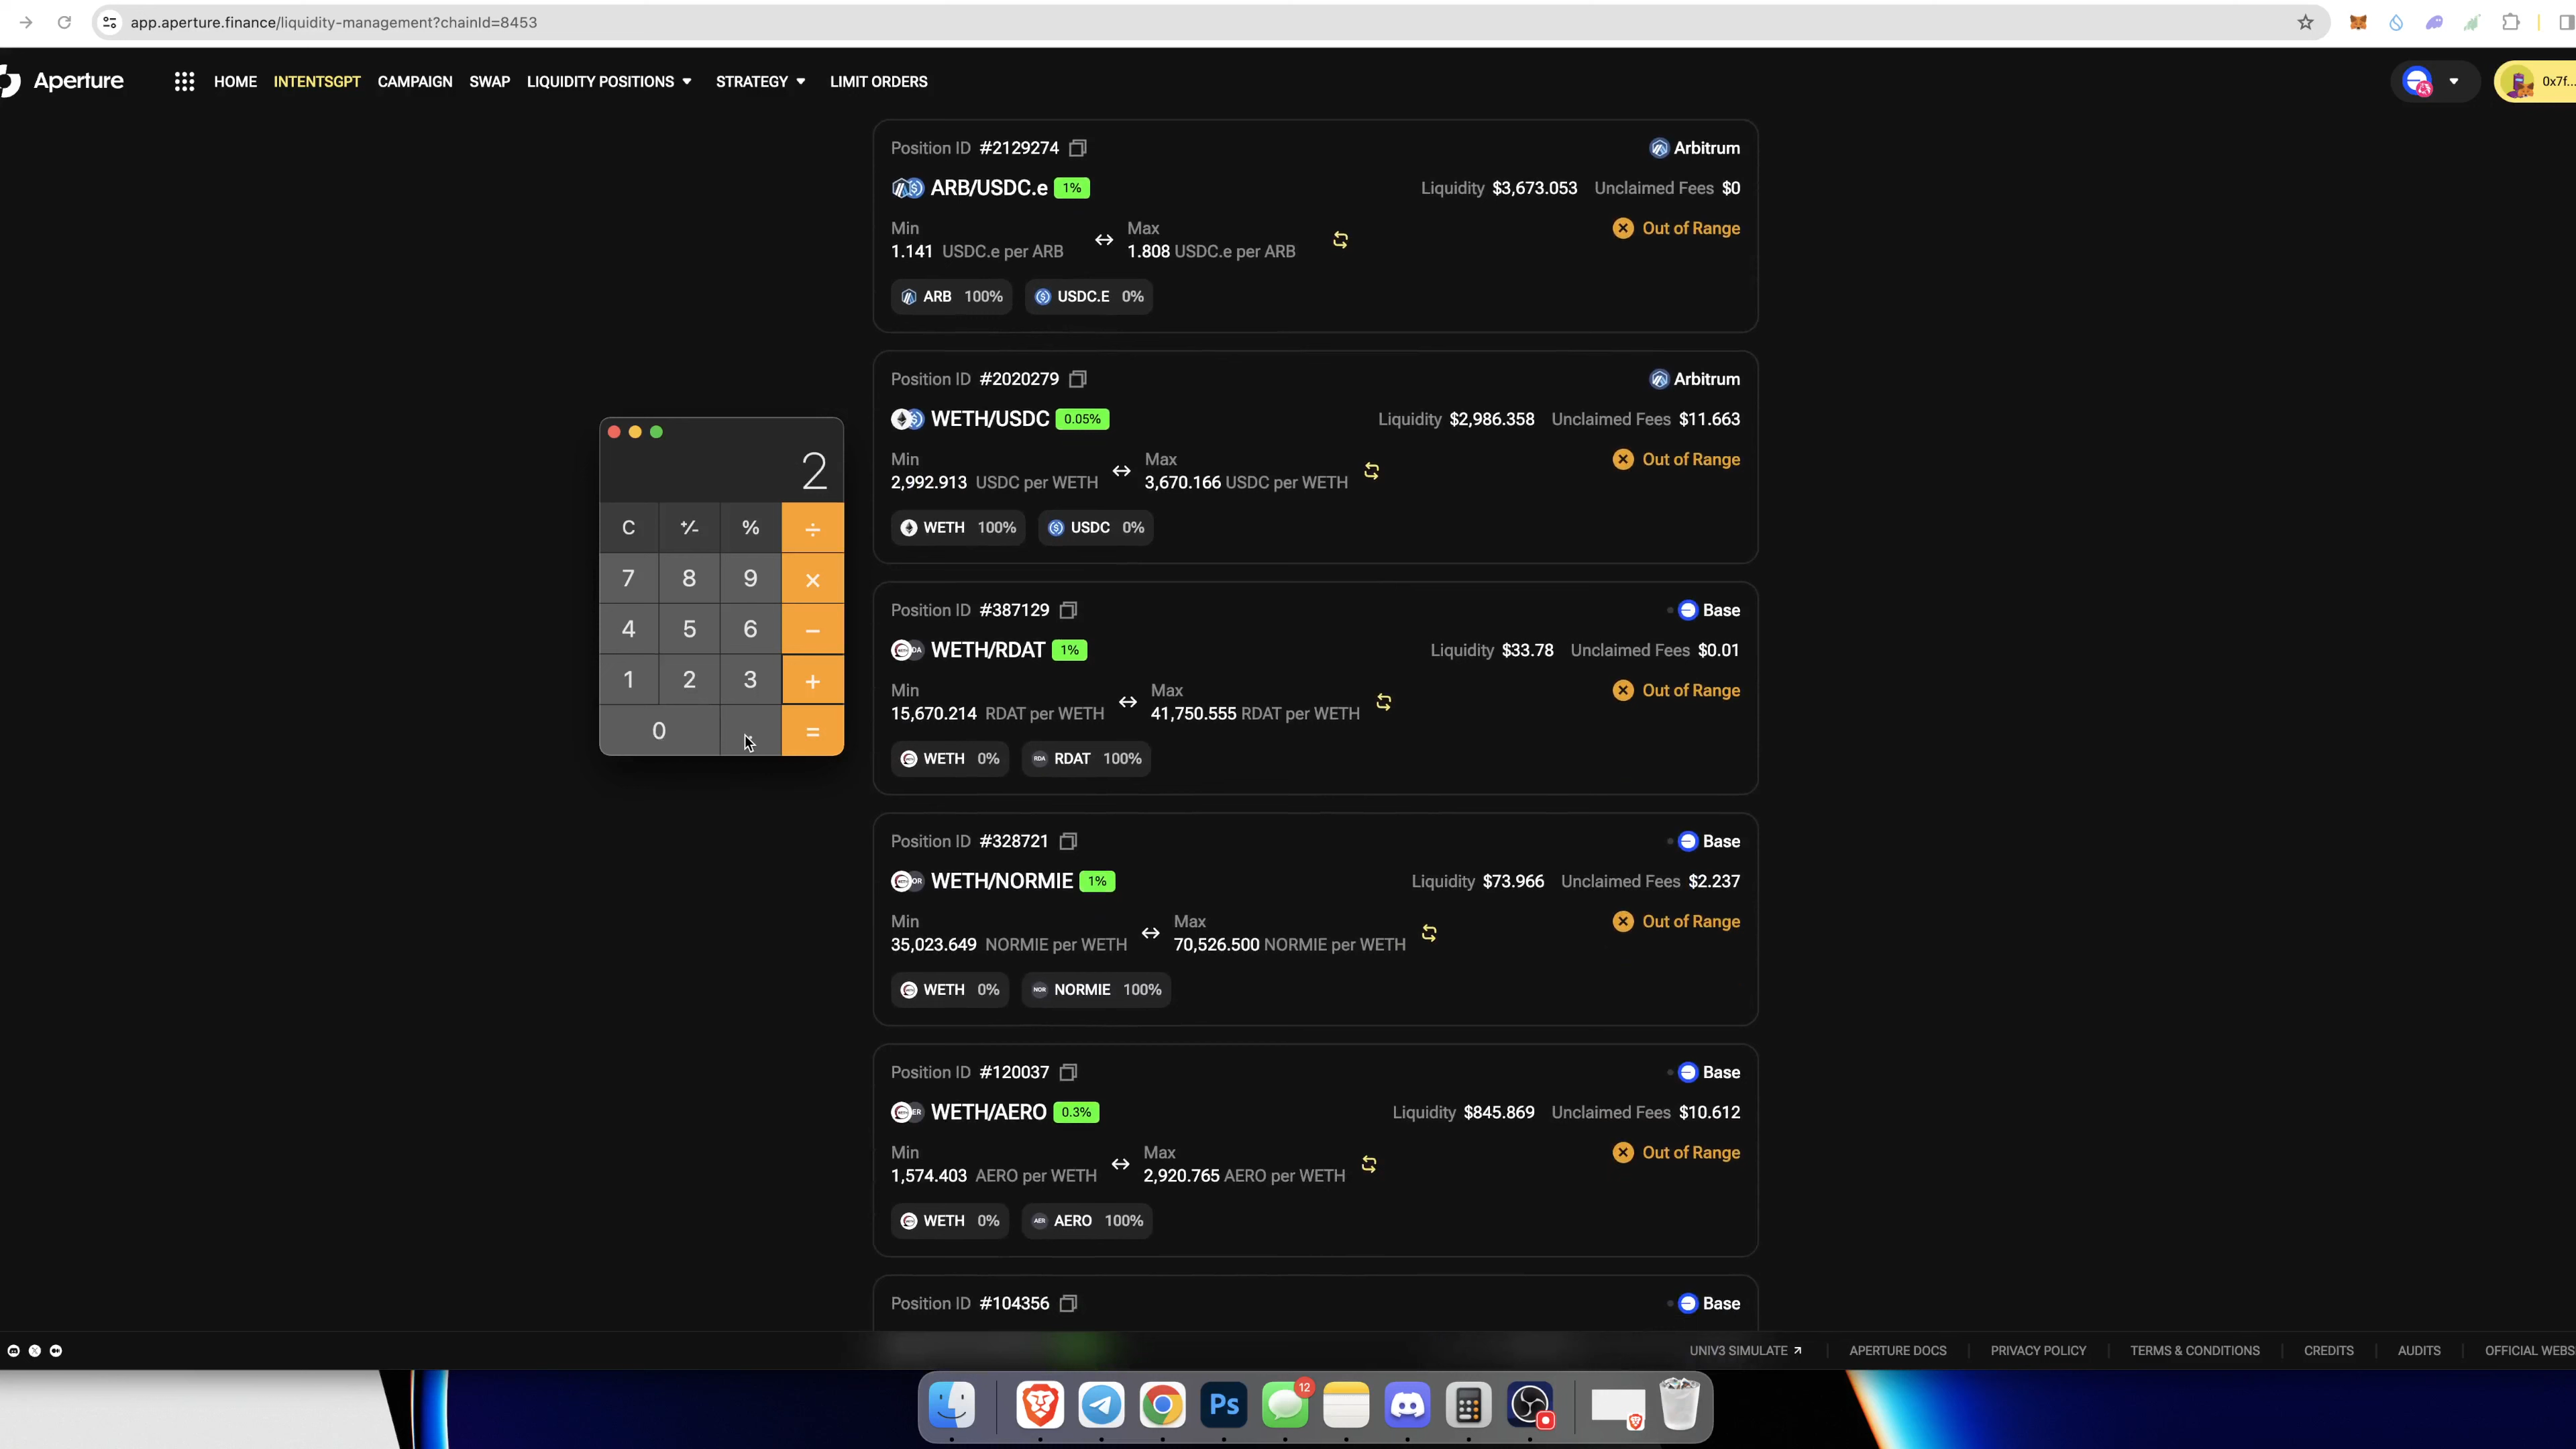 app.aperture.finance/liquidity-management?chainId=8453
Aperture HOME INTENTSGPT CAMPAIGN SWAP LIQUIDITY POSITIONS STRATEGY LIMIT ORDERS 0x7f...
Position ID #2129274 Arbitrum
ARB/USDC.e 1% Liquidity $3,673.053 Unclaimed Fees $0
Min Max Out of Range
1.141 USDC.e per ARB 1.808 USDC.e per ARB
ARB 100% USDC.E 0%
Position ID #2020279 Arbitrum
WETH/USDC 0.05% Liquidity $2,986.358 Unclaimed Fees $11.663
Min Max Out of Range
2,992.913 USDC per WETH 3,670.166 USDC per WETH
WETH 100% USDC 0%
2
C +/- % ÷
7 8 9 ×
4 5 6 −
1 2 3 +
0 =
Position ID #387129 Base
WETH/RDAT 1% Liquidity $33.78 Unclaimed Fees $0.01
Min Max Out of Range
15,670.214 RDAT per WETH 41,750.555 RDAT per WETH
WETH 0% RDA RDAT 100%
Position ID #328721 Base
WETH/NORMIE 1% Liquidity $73.966 Unclaimed Fees $2.237
Min Max Out of Range
35,023.649 NORMIE per WETH 70,526.500 NORMIE per WETH
WETH 0% NOR NORMIE 100%
Position ID #120037 Base
WETH/AERO 0.3% Liquidity $845.869 Unclaimed Fees $10.612
Min Max Out of Range
1,574.403 AERO per WETH 2,920.765 AERO per WETH
WETH 0% AER AERO 100%
Position ID #104356 Base
UNIV3 SIMULATE APERTURE DOCS PRIVACY POLICY TERMS & CONDITIONS CREDITS AUDITS OFFICIAL WEBS
Ps 12